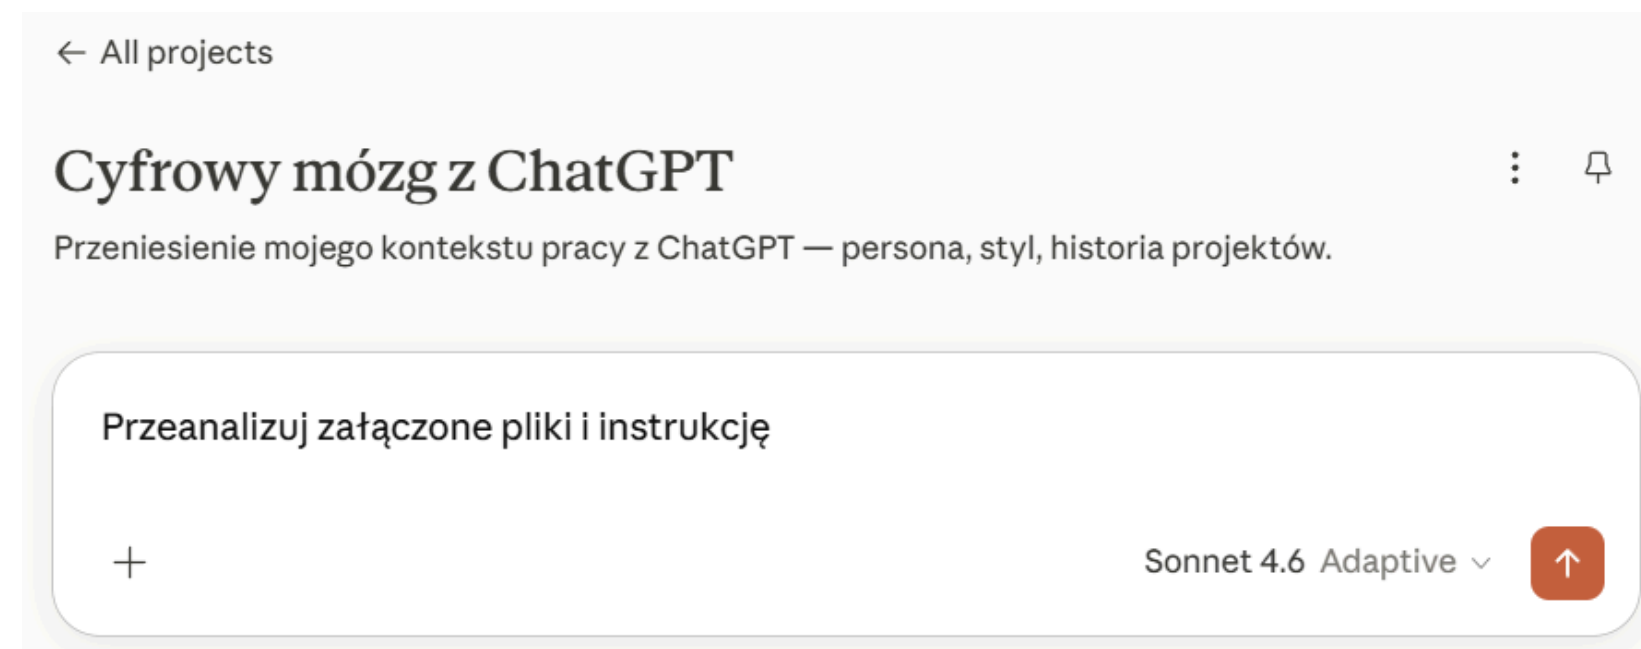 ← All projects
Cyfrowy mózg z ChatGPT
Przeniesienie mojego kontekstu pracy z ChatGPT — persona, styl, historia projektów.
Przeanalizuj załączone pliki i instrukcję
Sonnet 4.6 Adaptive